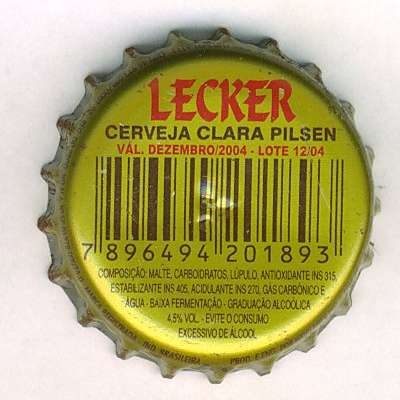 LECKER
CERVEJA CLARA PILSEN
VÁL. DEZEMBRO/2004 - LOTE 12/04
7 896494 201893
COMPOSIÇÃO: MALTE, CARBOIDRATOS, LÚPULO, ANTIOXIDANTE INS 315,
ESTABILIZANTE INS 405, ACIDULANTE INS 270, GÁS CARBÔNICO E
ÁGUA - BAIXA FERMENTAÇÃO - GRADUAÇÃO ALCOÓLICA
4,5% VOL. - EVITE O CONSUMO
EXCESSIVO DE ÁLCOOL
IND. BRASILEIRA
PROD.